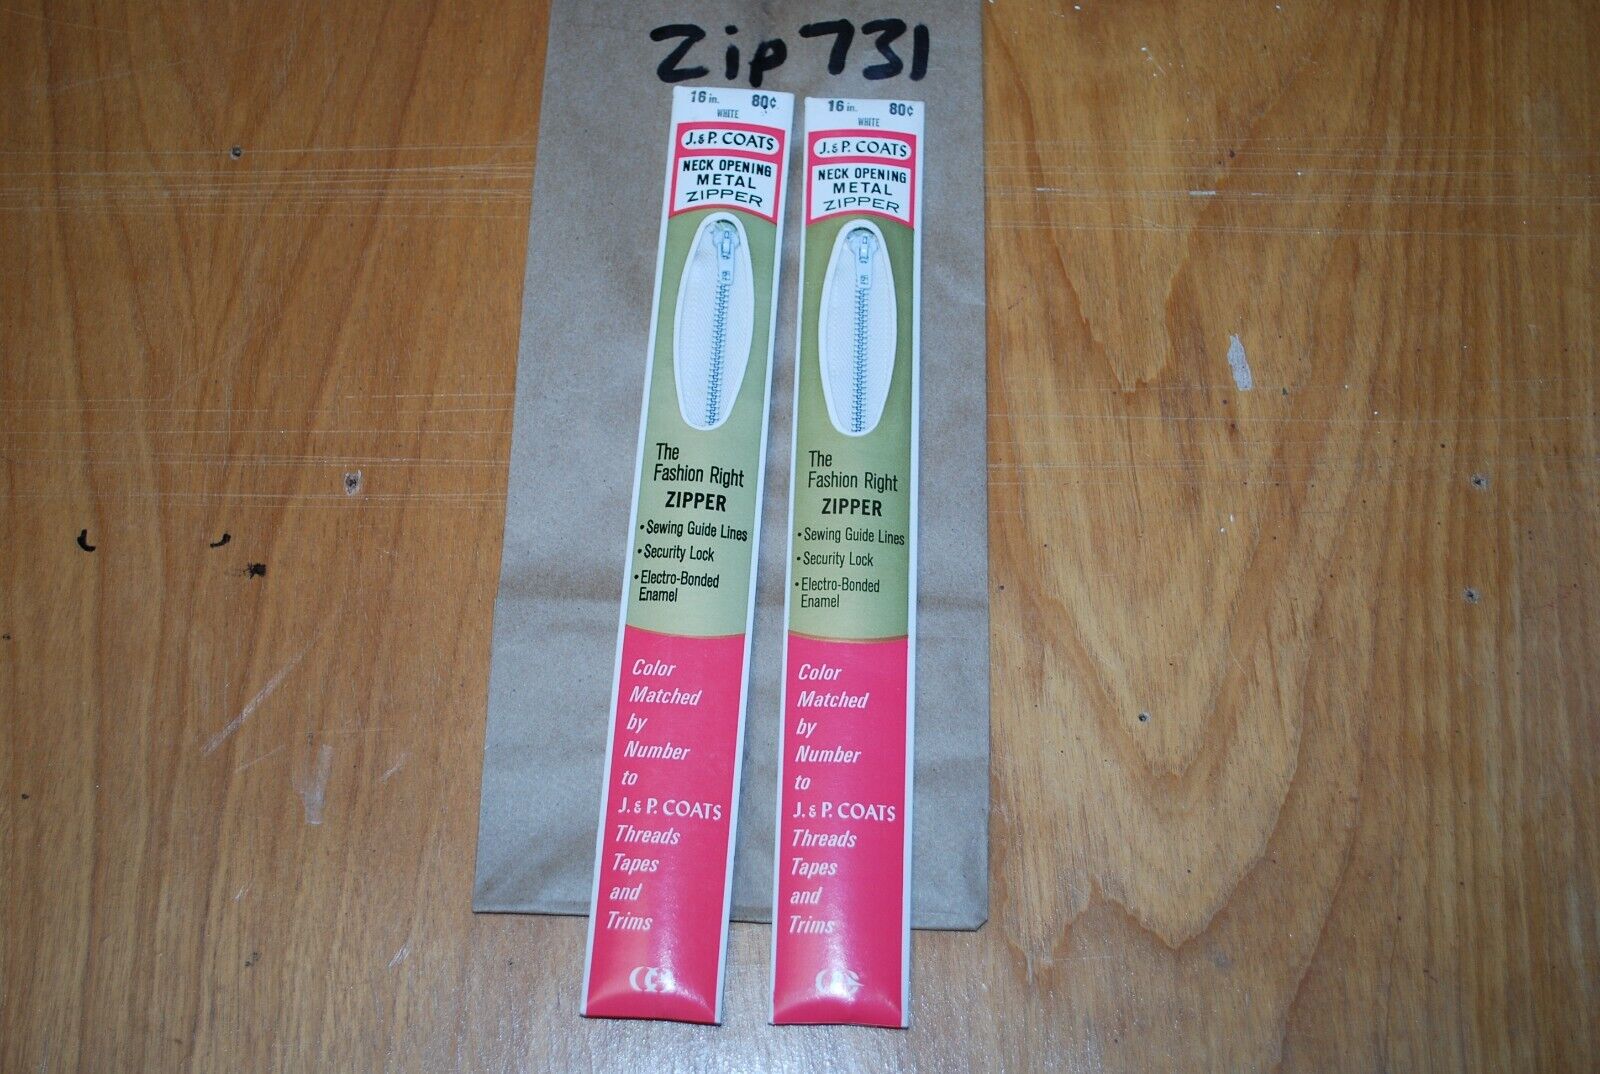 Zip 731
16 in. 80¢
WHITE
J. & P. COATS
NECK OPENING
METAL
ZIPPER
The
Fashion Right
ZIPPER
• Sewing Guide Lines
• Security Lock
• Electro-Bonded
Enamel
Color
Matched
by
Number
to
J. & P. COATS
Threads
Tapes
and
Trims
16 in. 80¢
WHITE
J. & P. COATS
NECK OPENING
METAL
ZIPPER
The
Fashion Right
ZIPPER
• Sewing Guide Lines
• Security Lock
• Electro-Bonded
Enamel
Color
Matched
by
Number
to
J. & P. COATS
Threads
Tapes
and
Trims